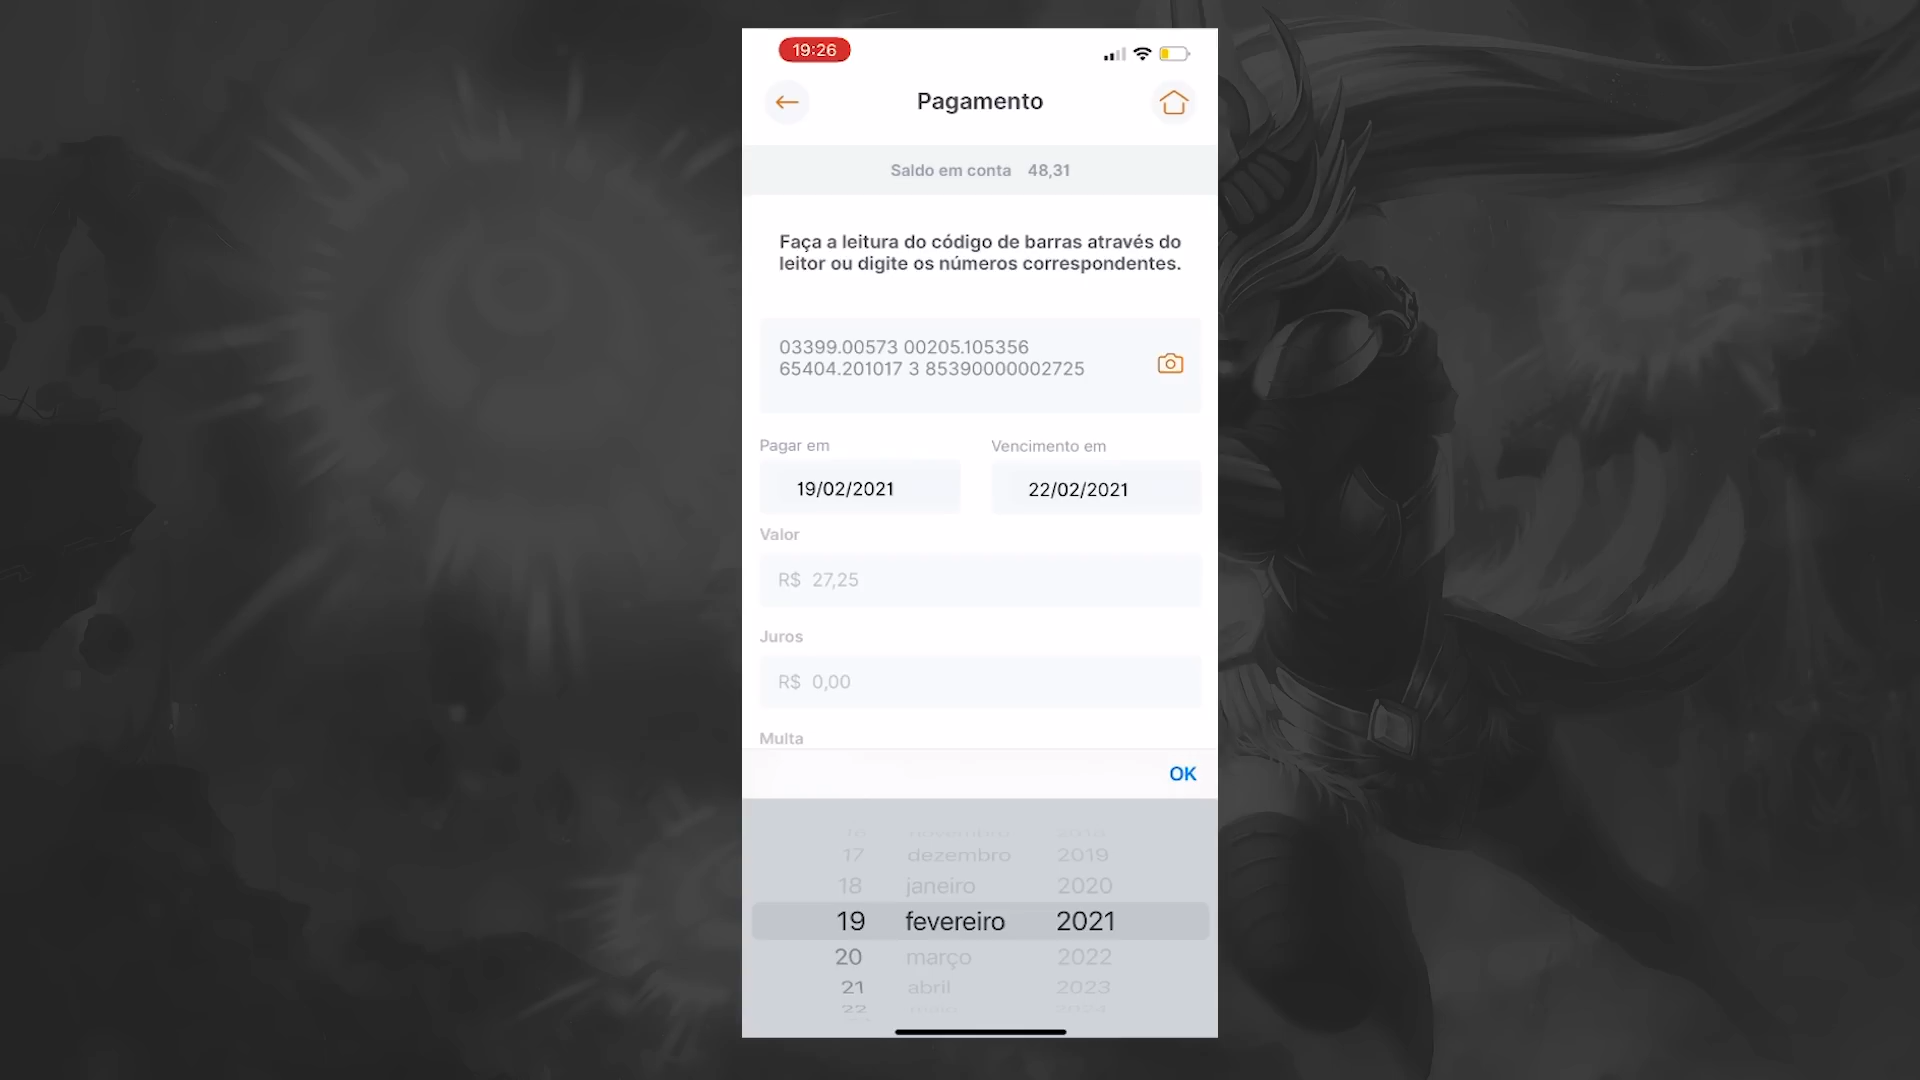 19:26
Pagamento
Saldo em conta 48,31
Faça a leitura do código de barras através do
leitor ou digite os números correspondentes.
03399.00573 00205.105356
65404.201017 3 85390000002725
Pagar em Vencimento em
19/02/2021 22/02/2021
Valor
R$ 27,25
Juros
R$ 0,00
Multa
OK
17 dezembro 2019
18 janeiro 2020
19 fevereiro 2021
20 março 2022
21 abril 2023
22